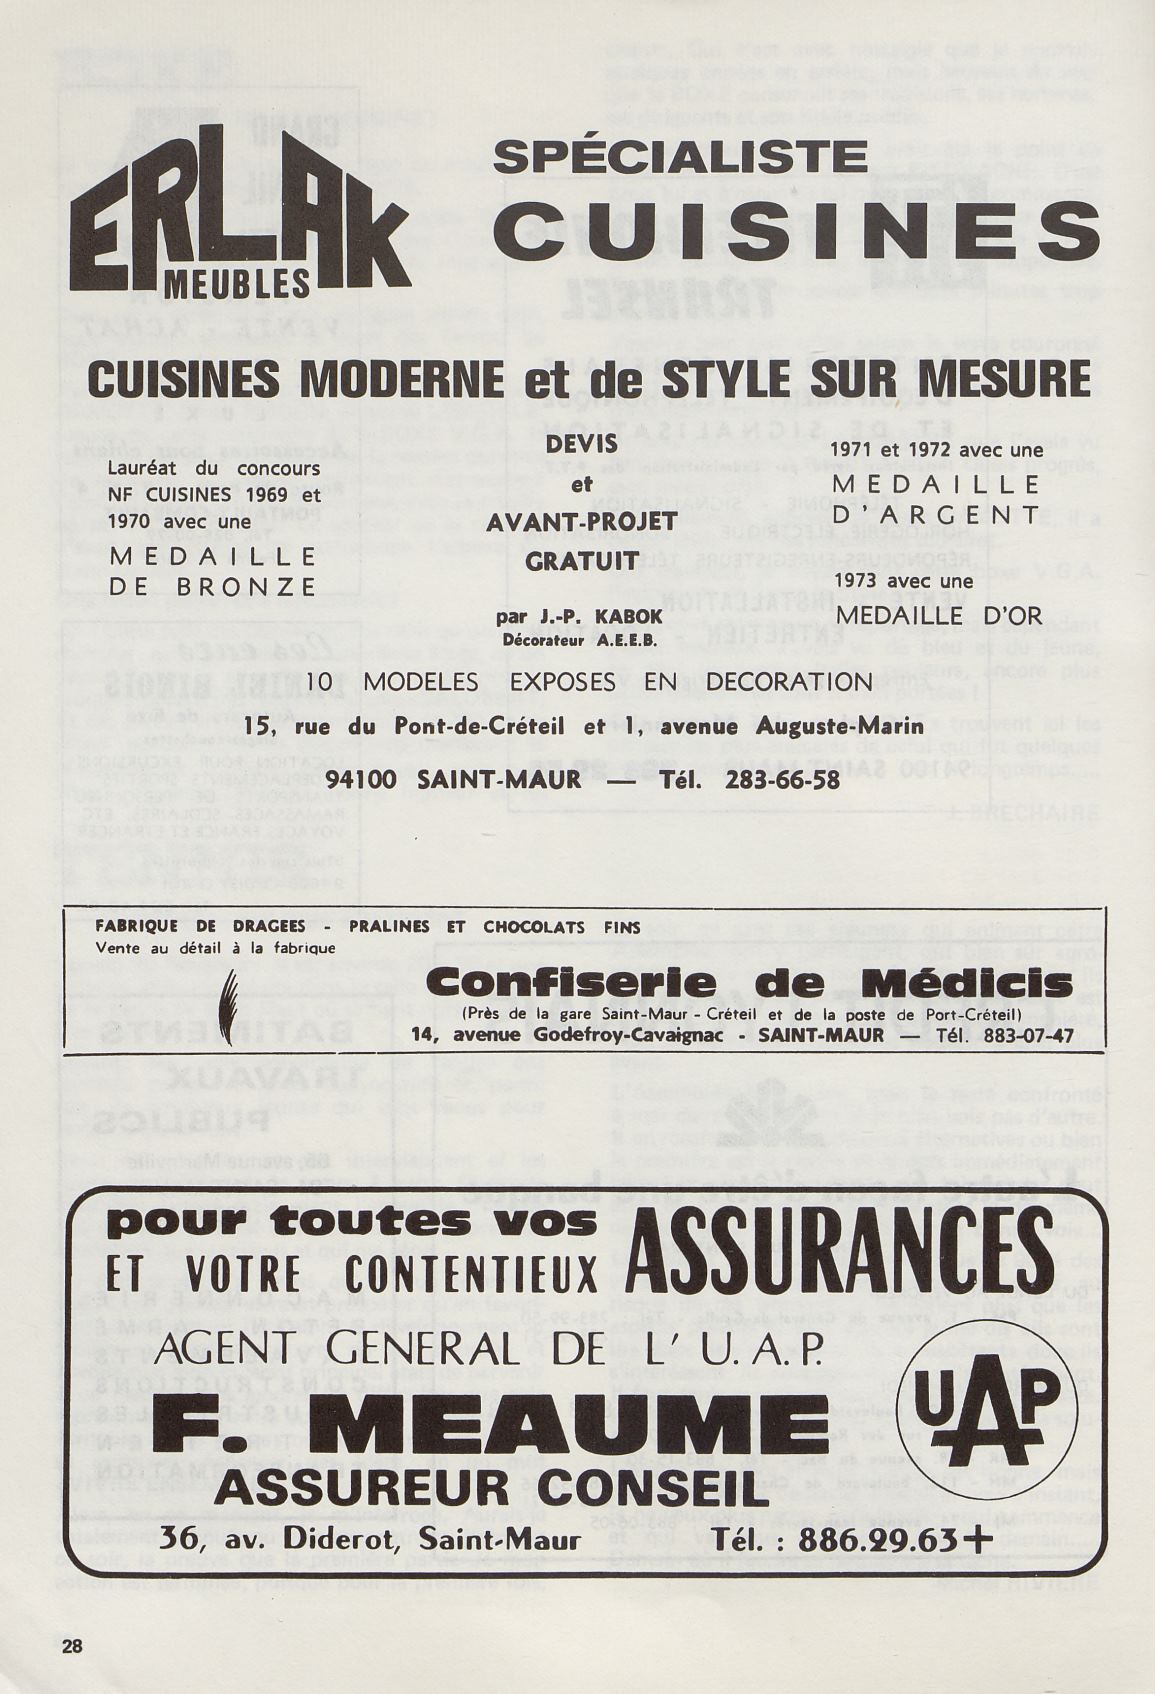 ERLAK
MEUBLES
SPÉCIALISTE
CUISINES
CUISINES MODERNE et de STYLE SUR MESURE
Lauréat du concours
NF CUISINES 1969 et
1970 avec une
MEDAILLE
DE BRONZE
DEVIS
et
AVANT-PROJET
GRATUIT
par J.-P. KABOK
Décorateur A.E.E.B.
1971 et 1972 avec une
MEDAILLE
D'ARGENT
1973 avec une
MEDAILLE D'OR
10 MODELES EXPOSES EN DECORATION
15, rue du Pont-de-Créteil et 1, avenue Auguste-Marin
94100 SAINT-MAUR — Tél. 283-66-58
FABRIQUE DE DRAGEES - PRALINES ET CHOCOLATS FINS
Vente au détail à la fabrique
Confiserie de Médicis
(Près de la gare Saint-Maur - Créteil et de la poste de Port-Créteil)
14, avenue Godefroy-Cavaignac - SAINT-MAUR — Tél. 883-07-47
pour toutes vos ASSURANCES
ET VOTRE CONTENTIEUX
AGENT GENERAL DE L' U.A.P.
F. MEAUME
ASSUREUR CONSEIL
UAP
36, av. Diderot, Saint-Maur Tél. : 886.29.63+
28